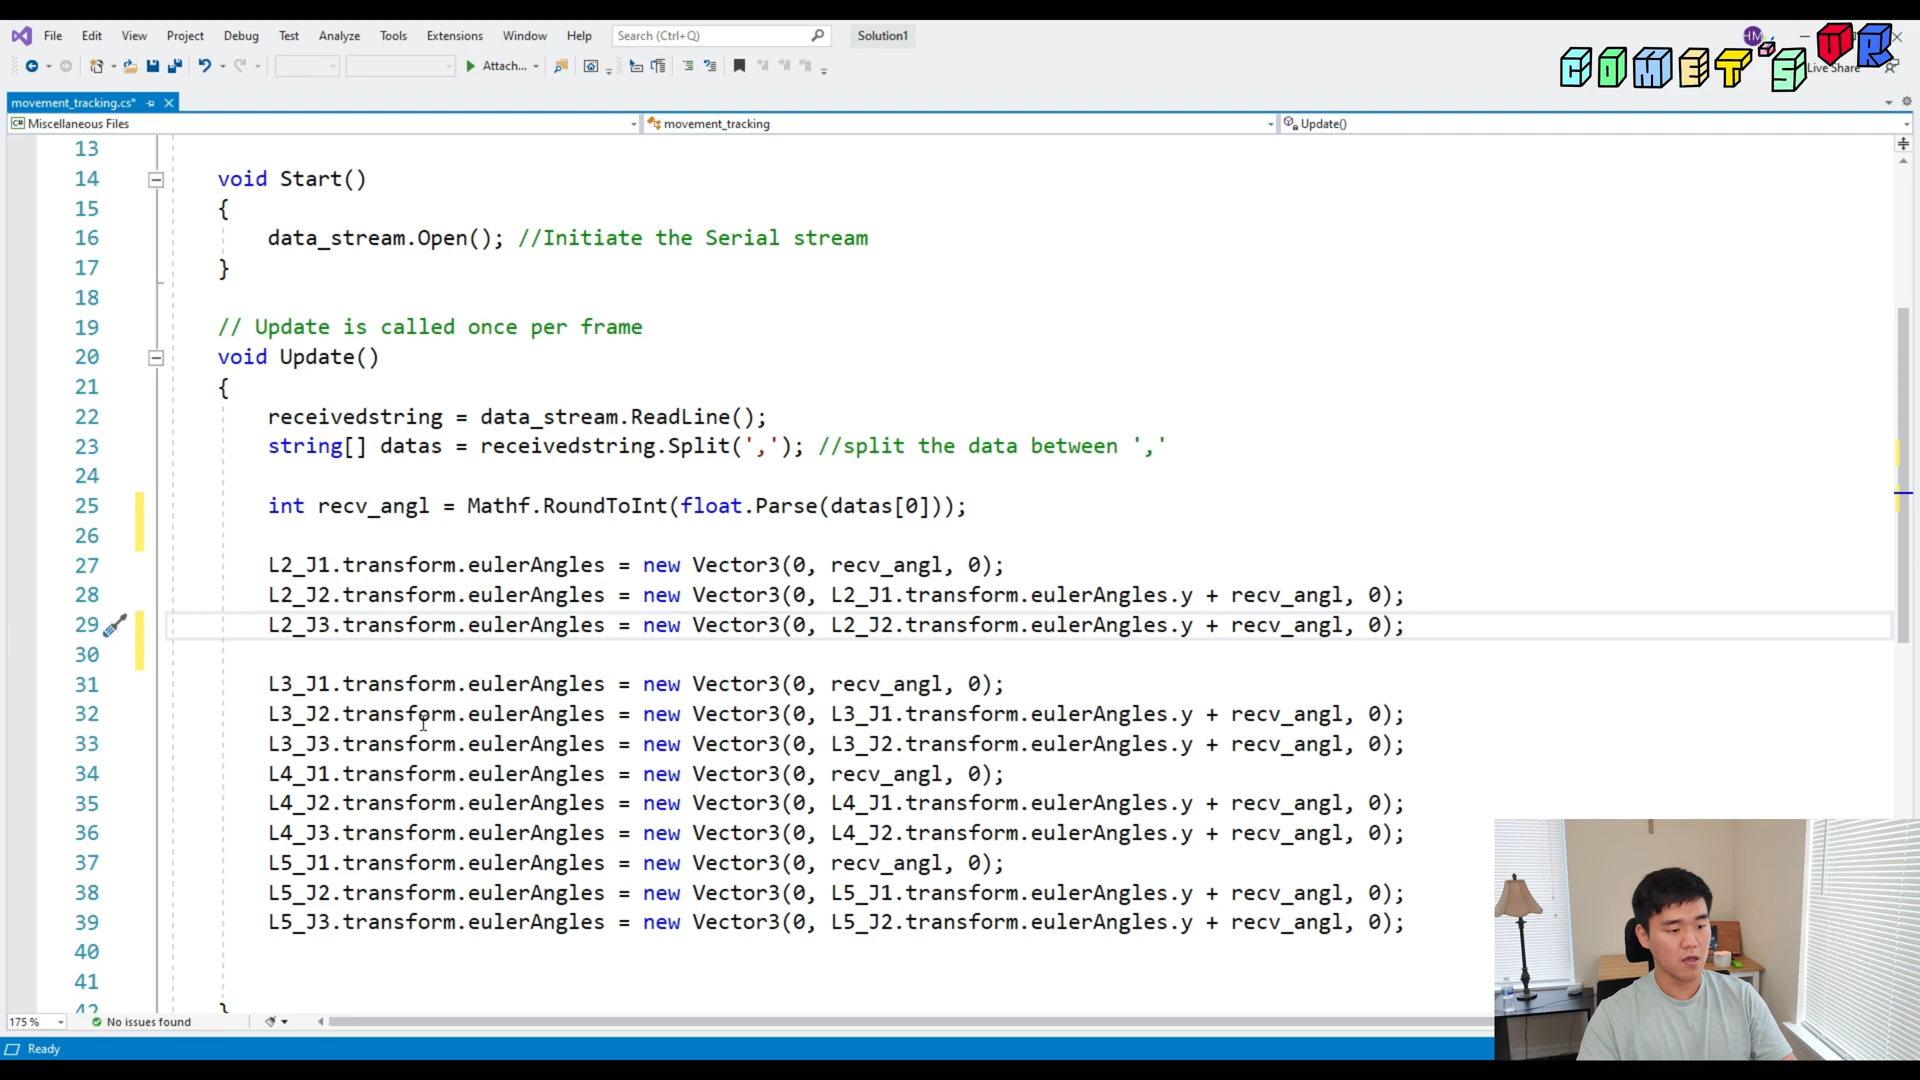 File Edit View Project Debug Test Analyze Tools Extensions Window Help Search (Ctrl+Q) Solution1
HM
COMET'S VR
Attach...
Live Share
movement_tracking.cs*
Miscellaneous Files movement_tracking Update()
13
14 void Start()
15 {
16 data_stream.Open(); //Initiate the Serial stream
17 }
18
19 // Update is called once per frame
20 void Update()
21 {
22 receivedstring = data_stream.ReadLine();
23 string[] datas = receivedstring.Split(','); //split the data between ','
24
25 int recv_angl = Mathf.RoundToInt(float.Parse(datas[0]));
26
27 L2_J1.transform.eulerAngles = new Vector3(0, recv_angl, 0);
28 L2_J2.transform.eulerAngles = new Vector3(0, L2_J1.transform.eulerAngles.y + recv_angl, 0);
29 L2_J3.transform.eulerAngles = new Vector3(0, L2_J2.transform.eulerAngles.y + recv_angl, 0);
30
31 L3_J1.transform.eulerAngles = new Vector3(0, recv_angl, 0);
32 L3_J2.transform.eulerAngles = new Vector3(0, L3_J1.transform.eulerAngles.y + recv_angl, 0);
33 L3_J3.transform.eulerAngles = new Vector3(0, L3_J2.transform.eulerAngles.y + recv_angl, 0);
34 L4_J1.transform.eulerAngles = new Vector3(0, recv_angl, 0);
35 L4_J2.transform.eulerAngles = new Vector3(0, L4_J1.transform.eulerAngles.y + recv_angl, 0);
36 L4_J3.transform.eulerAngles = new Vector3(0, L4_J2.transform.eulerAngles.y + recv_angl, 0);
37 L5_J1.transform.eulerAngles = new Vector3(0, recv_angl, 0);
38 L5_J2.transform.eulerAngles = new Vector3(0, L5_J1.transform.eulerAngles.y + recv_angl, 0);
39 L5_J3.transform.eulerAngles = new Vector3(0, L5_J2.transform.eulerAngles.y + recv_angl, 0);
40
41
42 }
175 % No issues found
Ready